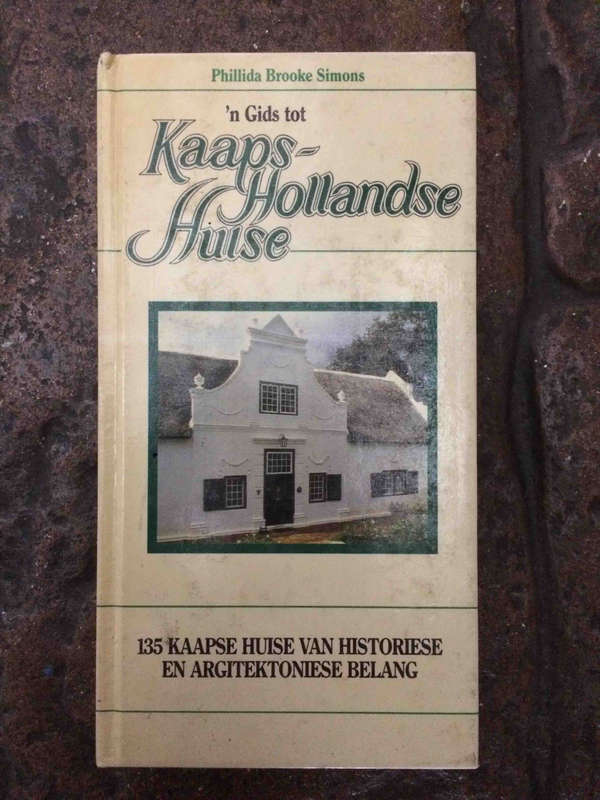 Phillida Brooke Simons
'n Gids tot
Kaaps-
Hollandse
Huise
135 KAAPSE HUISE VAN HISTORIESE
EN ARGITEKTONIESE BELANG